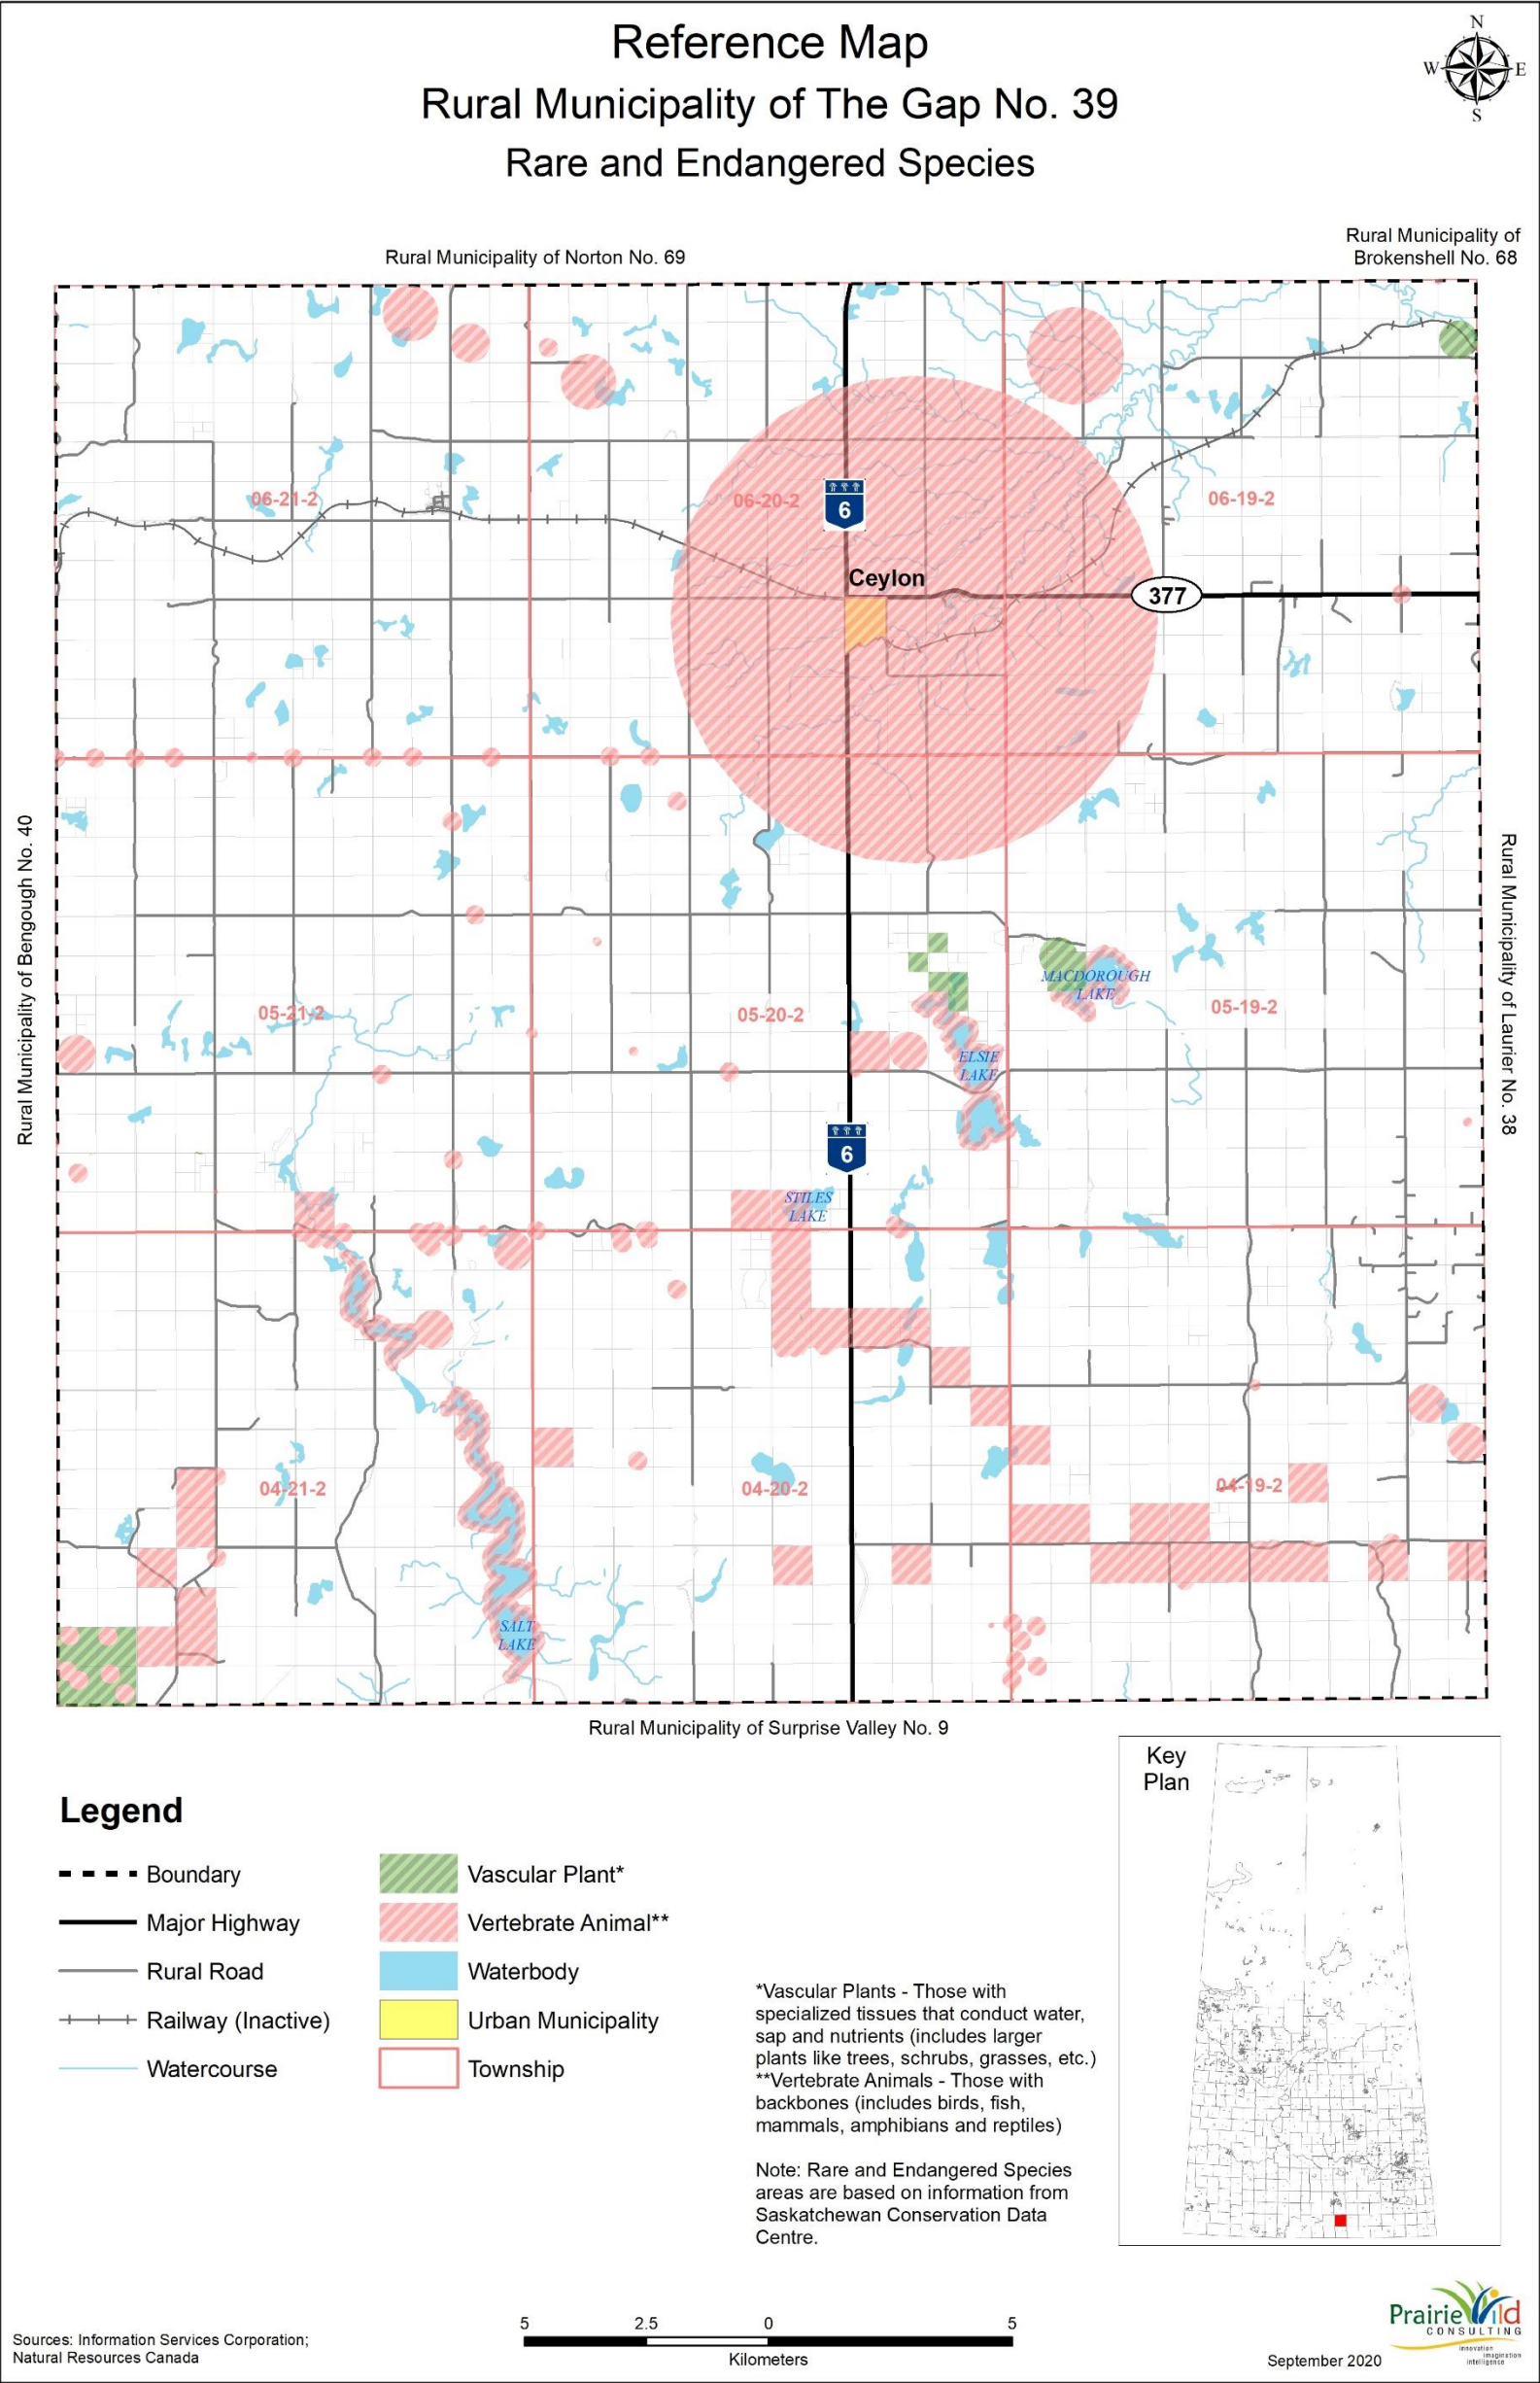 Reference Map
Rural Municipality of The Gap No. 39
Rare and Endangered Species
N
W
E
S
Rural Municipality of Norton No. 69
Rural Municipality of
Brokenshell No. 68
Rural Municipality of Bengough No. 40
Rural Municipality of Laurier No. 38
06-21-2
06-20-2
6
06-19-2
Ceylon
377
MACDOROUGH
LAKE
05-21-2
05-20-2
05-19-2
ELSIE
LAKE
6
STILES
LAKE
04-21-2
04-20-2
04-19-2
SALT
LAKE
Rural Municipality of Surprise Valley No. 9
Key
Plan
Legend
Boundary
Major Highway
Rural Road
Railway (Inactive)
Watercourse
Vascular Plant*
Vertebrate Animal**
Waterbody
Urban Municipality
Township
*Vascular Plants - Those with
specialized tissues that conduct water,
sap and nutrients (includes larger
plants like trees, schrubs, grasses, etc.)
**Vertebrate Animals - Those with
backbones (includes birds, fish,
mammals, amphibians and reptiles)
Note: Rare and Endangered Species
areas are based on information from
Saskatchewan Conservation Data
Centre.
5 2.5 0 5
Kilometers
Sources: Information Services Corporation;
Natural Resources Canada
September 2020
PrairieWild
CONSULTING
innovation
imagination
intelligence